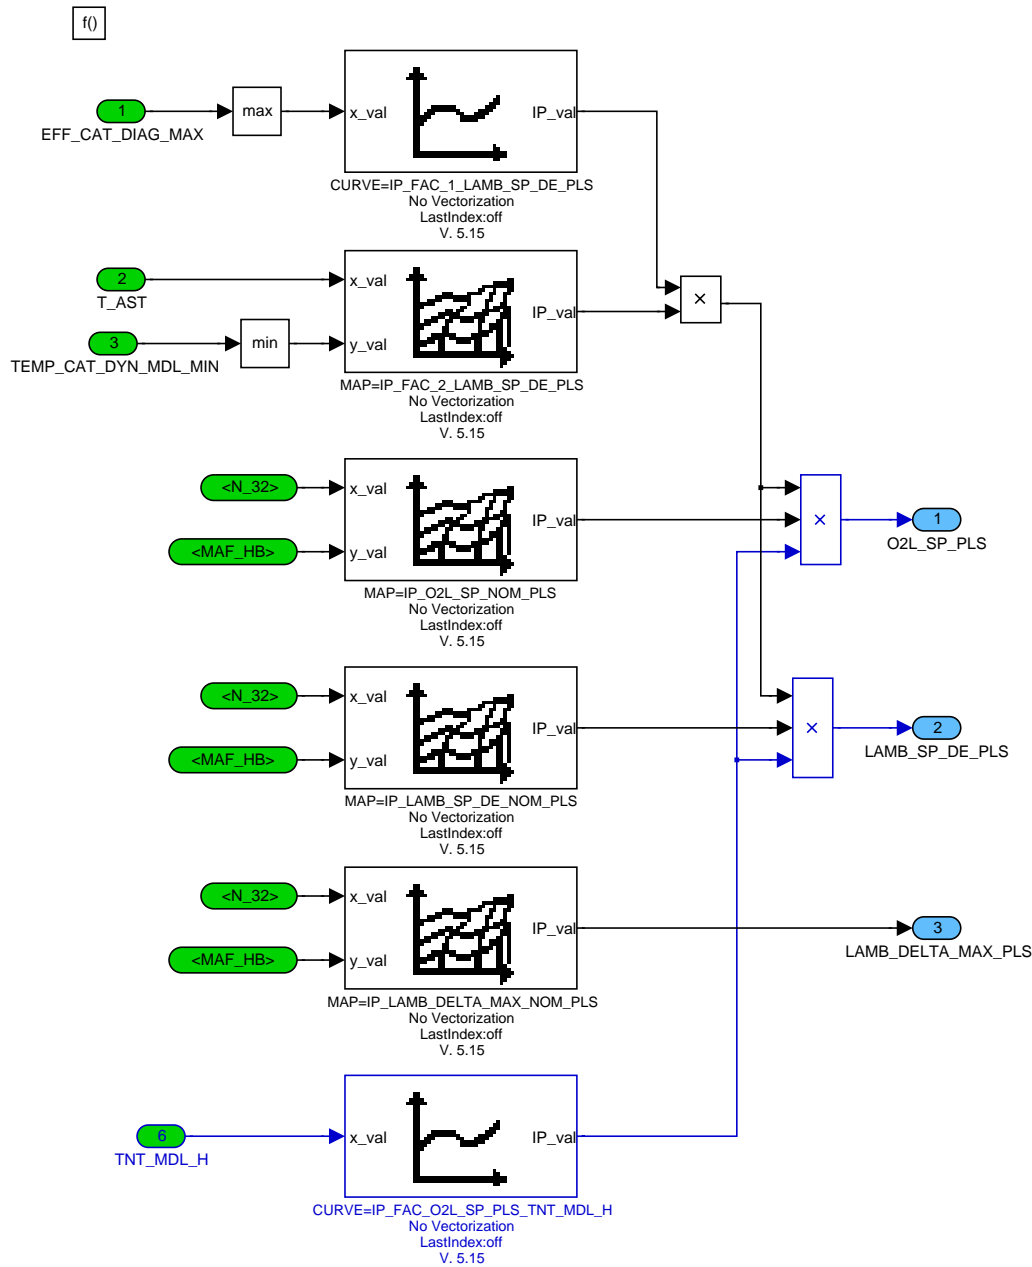 f()
1
EFF_CAT_DIAG_MAX
max
x_val
IP_val
CURVE=IP_FAC_1_LAMB_SP_DE_PLS
No Vectorization
LastIndex:off
V. 5.15
2
T_AST
3
TEMP_CAT_DYN_MDL_MIN
min
x_val
y_val
IP_val
MAP=IP_FAC_2_LAMB_SP_DE_PLS
No Vectorization
LastIndex:off
V. 5.15
×
<N_32>
<MAF_HB>
x_val
y_val
IP_val
MAP=IP_O2L_SP_NOM_PLS
No Vectorization
LastIndex:off
V. 5.15
×
1
O2L_SP_PLS
<N_32>
<MAF_HB>
x_val
y_val
IP_val
MAP=IP_LAMB_SP_DE_NOM_PLS
No Vectorization
LastIndex:off
V. 5.15
×
2
LAMB_SP_DE_PLS
<N_32>
<MAF_HB>
x_val
y_val
IP_val
MAP=IP_LAMB_DELTA_MAX_NOM_PLS
No Vectorization
LastIndex:off
V. 5.15
3
LAMB_DELTA_MAX_PLS
6
TNT_MDL_H
x_val
IP_val
CURVE=IP_FAC_O2L_SP_PLS_TNT_MDL_H
No Vectorization
LastIndex:off
V. 5.15